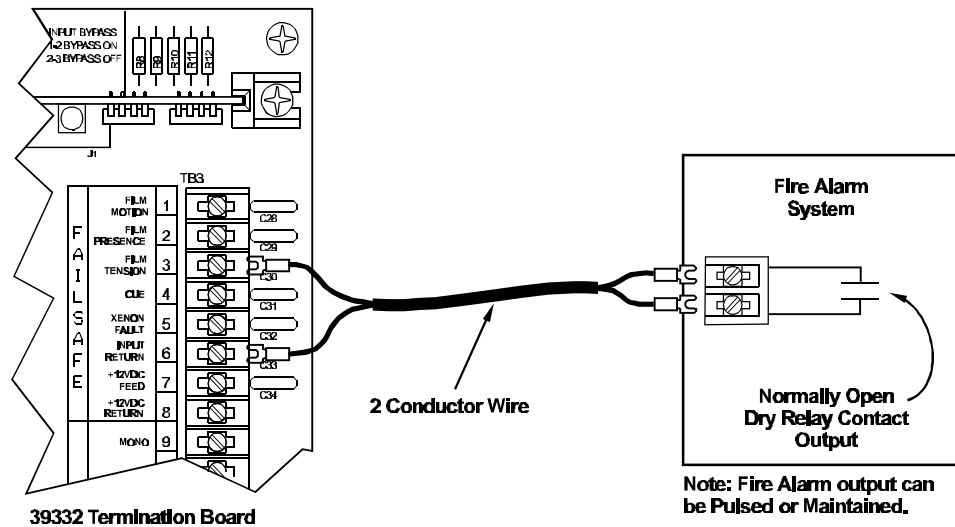 INPUT BYPASS
1-2 BYPASS ON
2-3 BYPASS OFF
R8
R9
R10
R11
R12
J11
TB3
FAILSAFE
FILM MOTION
1
C28
FILM PRESENCE
2
C29
FILM TENSION
3
C30
CUE
4
C31
XENON FAULT
5
C32
INPUT RETURN
6
C33
+12VDC FEED
7
C34
+12VDC RETURN
8
MONO
9
39332 Termination Board
2 Conductor Wire
Fire Alarm
System
Normally Open
Dry Relay Contact
Output
Note: Fire Alarm output can
be Pulsed or Maintained.